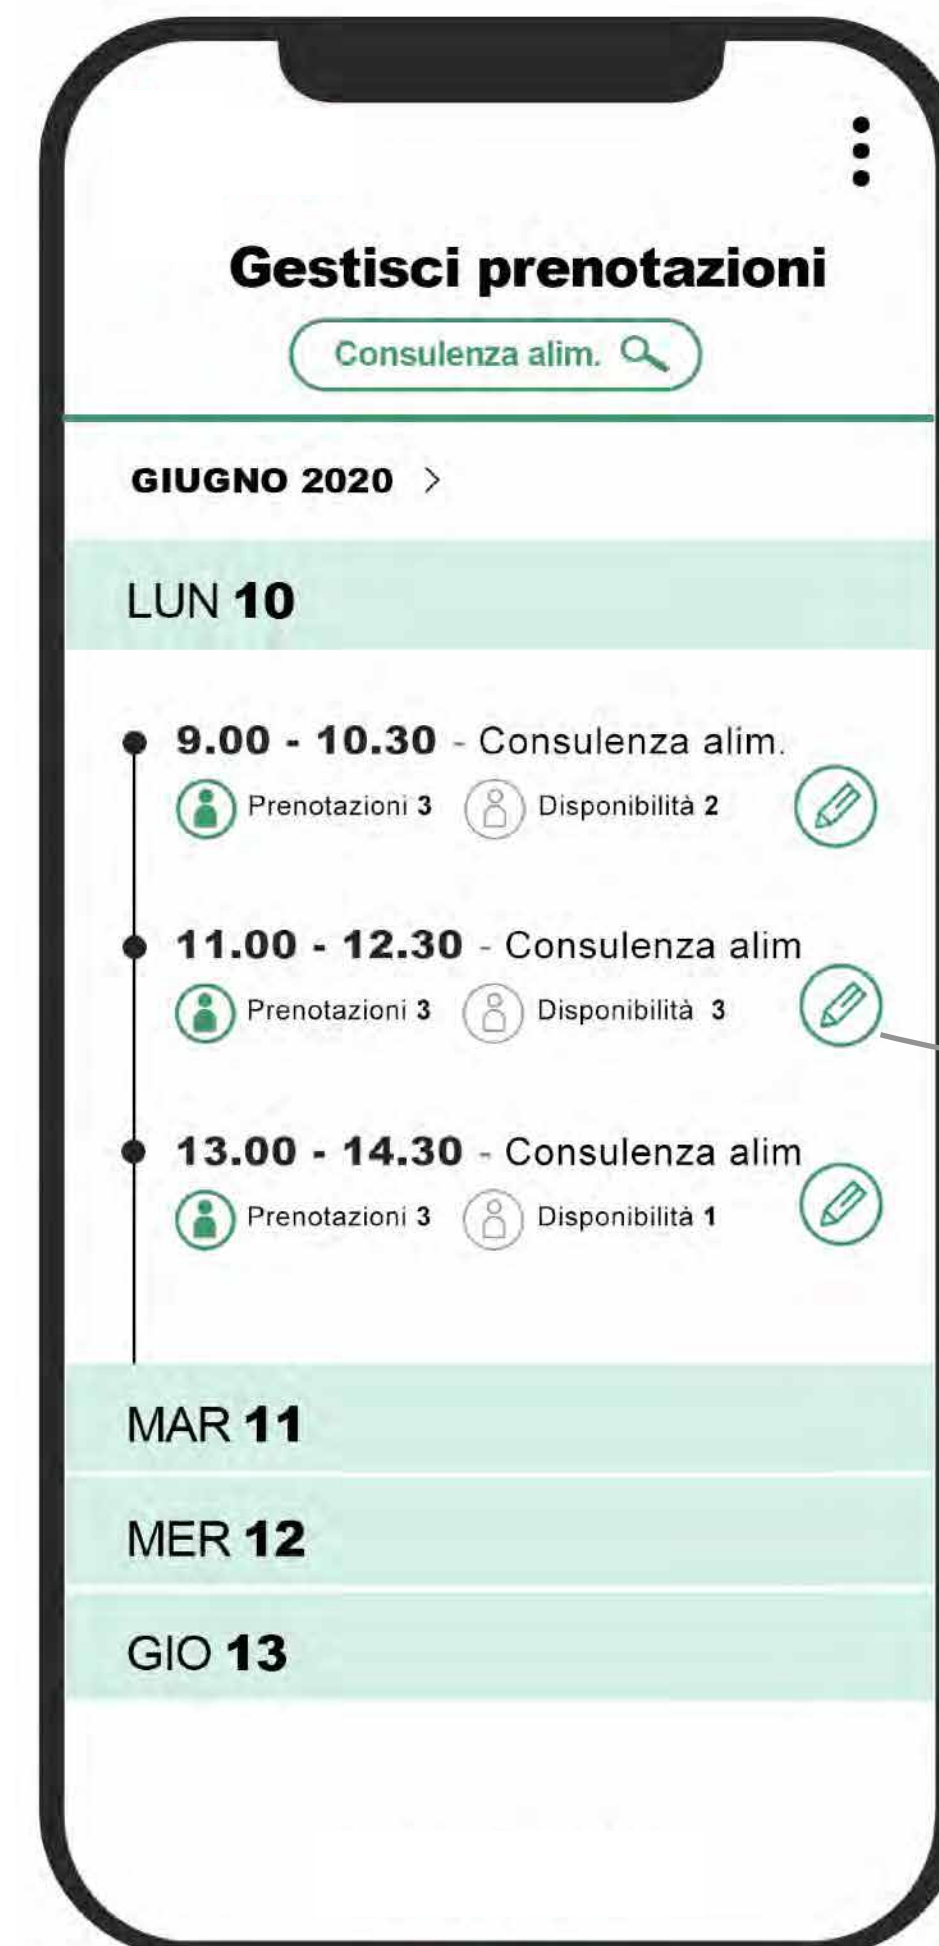 Gestisci prenotazioni
Consulenza alim.
GIUGNO 2020 >
LUN 10
9.00 - 10.30 - Consulenza alim.
Prenotazioni 3 Disponibilità 2
11.00 - 12.30 - Consulenza alim
Prenotazioni 3 Disponibilità 3
13.00 - 14.30 - Consulenza alim
Prenotazioni 3 Disponibilità 1
MAR 11
MER 12
GIO 13